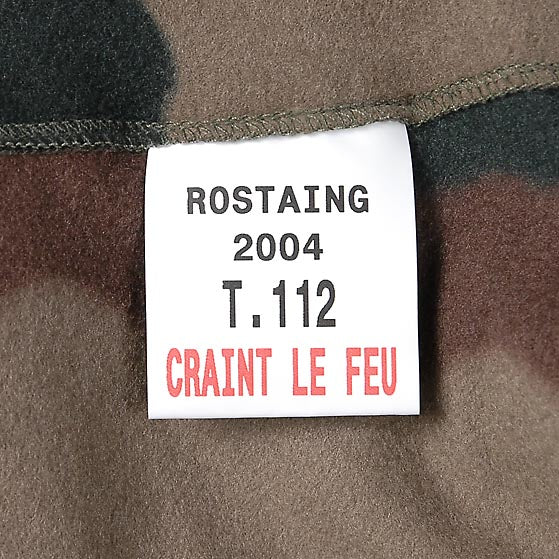 ROSTAING
2004
T.112
CRAINT LE FEU